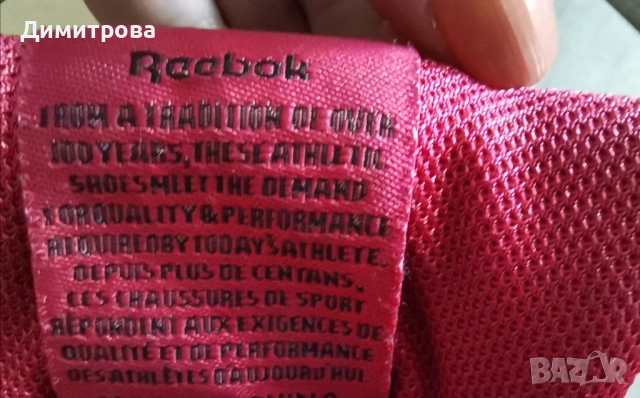 Димитрова
Reebok
FROM A TRADITION OF OVER
100 YEARS, THESE ATHLETIC
SHOES MEET THE DEMAND
FOR QUALITY & PERFORMANCE
REQUIRED BY TODAY'S ATHLETE.
DEPUIS PLUS DE CENT ANS,
CES CHAUSSURES DE SPORT
RÉPONDENT AUX EXIGENCES DE
QUALITÉ ET DE PERFORMANCE
DES ATHLÈTES D'AUJOURD'HUI.
BAZAR